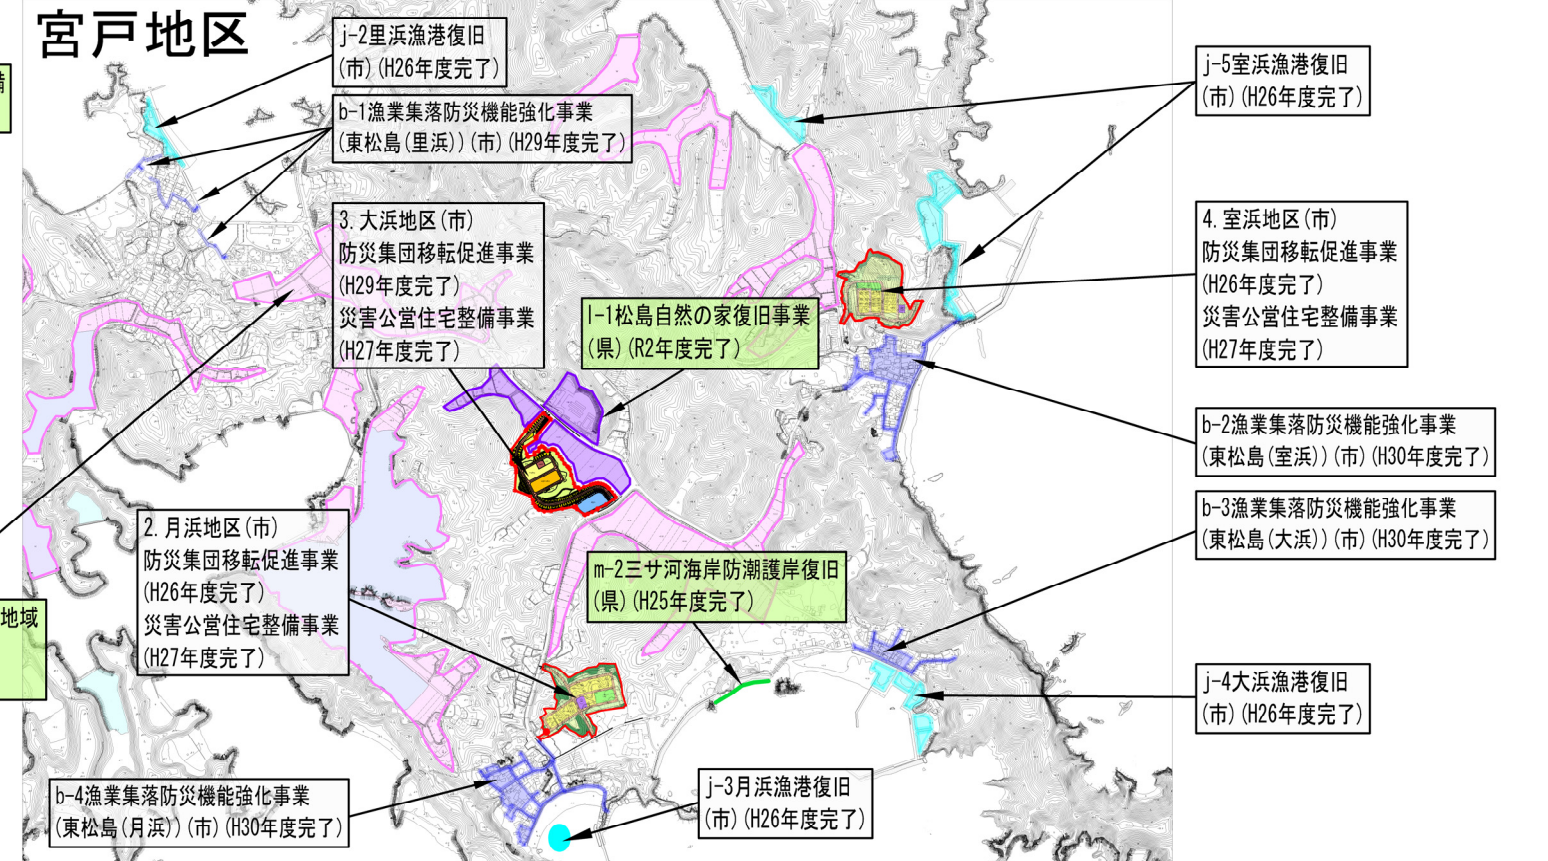 宮戸地区
備
j-2里浜漁港復旧
(市)(H26年度完了)
b-1漁業集落防災機能強化事業
(東松島(里浜))(市)(H29年度完了)
3.大浜地区(市)
防災集団移転促進事業
(H29年度完了)
災害公営住宅整備事業
(H27年度完了)
l-1松島自然の家復旧事業
(県)(R2年度完了)
j-5室浜漁港復旧
(市)(H26年度完了)
4.室浜地区(市)
防災集団移転促進事業
(H26年度完了)
災害公営住宅整備事業
(H27年度完了)
b-2漁業集落防災機能強化事業
(東松島(室浜))(市)(H30年度完了)
b-3漁業集落防災機能強化事業
(東松島(大浜))(市)(H30年度完了)
2.月浜地区(市)
防災集団移転促進事業
(H26年度完了)
災害公営住宅整備事業
(H27年度完了)
m-2三サ河海岸防潮護岸復旧
(県)(H25年度完了)
地域
j-4大浜漁港復旧
(市)(H26年度完了)
b-4漁業集落防災機能強化事業
(東松島(月浜))(市)(H30年度完了)
j-3月浜漁港復旧
(市)(H26年度完了)